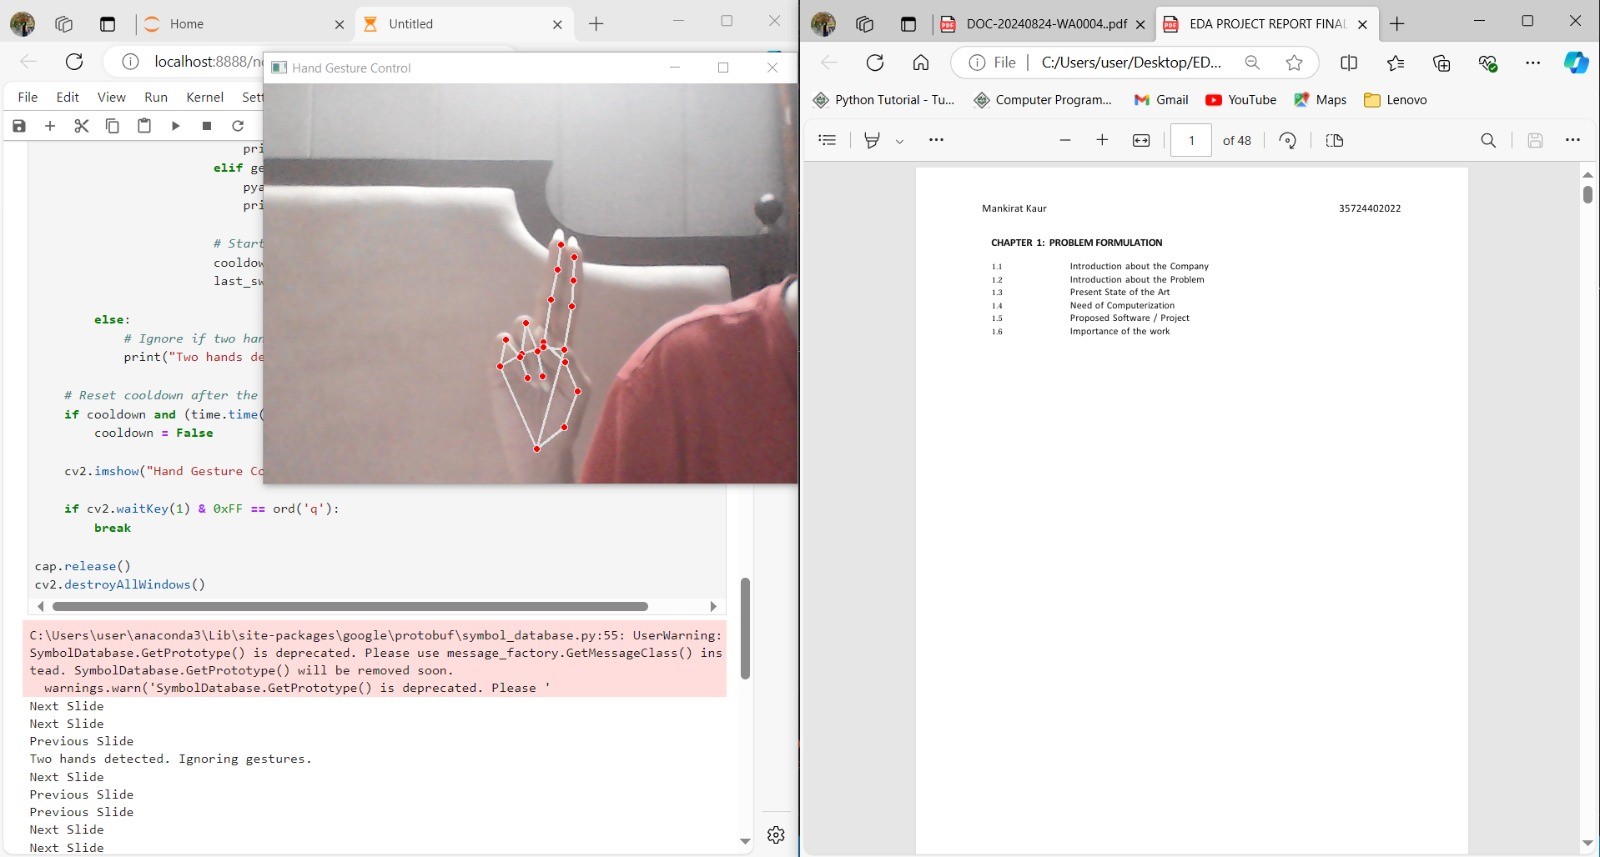 Home
Untitled
localhost:8888/n
File Edit View Run Kernel Sett
Hand Gesture Control
pri
elif ge
pya
pri
# Start
cooldow
last_sw
else:
# Ignore if two han
print("Two hands de
# Reset cooldown after the
if cooldown and (time.time(
cooldown = False
cv2.imshow("Hand Gesture Co
if cv2.waitKey(1) & 0xFF == ord('q'):
break
cap.release()
cv2.destroyAllWindows()
C:\Users\user\anaconda3\Lib\site-packages\google\protobuf\symbol_database.py:55: UserWarning:
SymbolDatabase.GetPrototype() is deprecated. Please use message_factory.GetMessageClass() ins
tead. SymbolDatabase.GetPrototype() will be removed soon.
warnings.warn('SymbolDatabase.GetPrototype() is deprecated. Please '
Next Slide
Next Slide
Previous Slide
Two hands detected. Ignoring gestures.
Next Slide
Previous Slide
Previous Slide
Next Slide
Next Slide
DOC-20240824-WA0004..pdf
EDA PROJECT REPORT FINAL
File C:/Users/user/Desktop/ED...
Python Tutorial - Tu... Computer Program... Gmail YouTube Maps Lenovo
1 of 48
Mankirat Kaur 35724402022
CHAPTER 1: PROBLEM FORMULATION
1.1 Introduction about the Company
1.2 Introduction about the Problem
1.3 Present State of the Art
1.4 Need of Computerization
1.5 Proposed Software / Project
1.6 Importance of the work